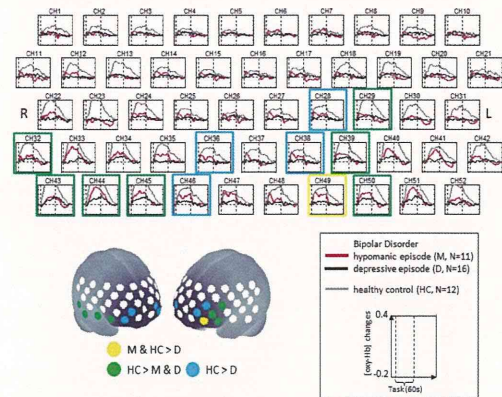 CH1 CH2 CH3 CH4 CH5 CH6 CH7 CH8 CH9 CH10
CH11 CH12 CH13 CH14 CH15 CH16 CH17 CH18 CH19 CH20 CH21
R CH22 CH23 CH24 CH25 CH26 CH27 CH28 CH29 CH30 CH31 L
CH32 CH33 CH34 CH35 CH36 CH37 CH38 CH39 CH40 CH41 CH42
CH43 CH44 CH45 CH46 CH47 CH48 CH49 CH50 CH51 CH52
M & HC > D
HC > M & D HC > D
Bipolar Disorder
hypomanic episode (M, N=11)
depressive episode (D, N=16)
healthy control (HC, N=12)
[oxy-Hb] changes
0.4
-0.2
Task(60s)